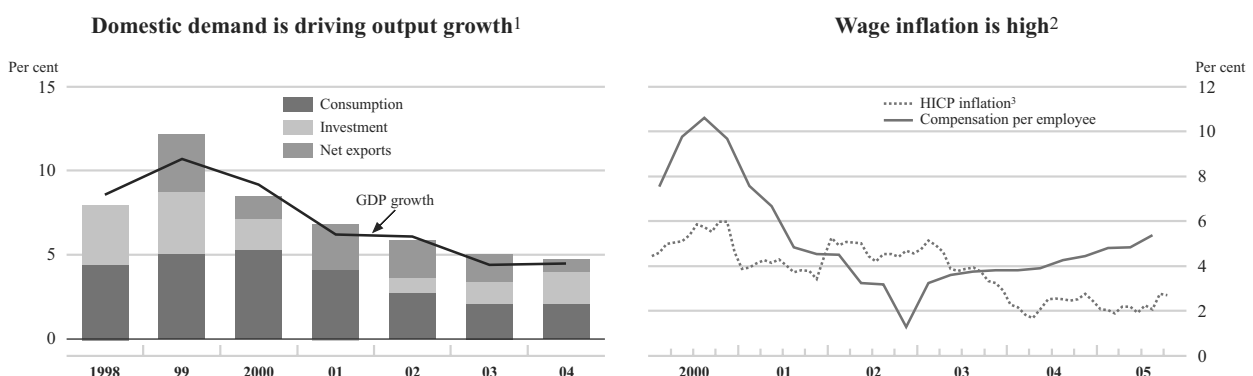 Domestic demand is driving output growth1
Per cent
15
Consumption
Investment
Net exports
10
GDP growth
5
0
1998 99 2000 01 02 03 04
Wage inflation is high2
Per cent
12
HICP inflation3
Compensation per employee
10
8
6
4
2
0
2000 01 02 03 04 05